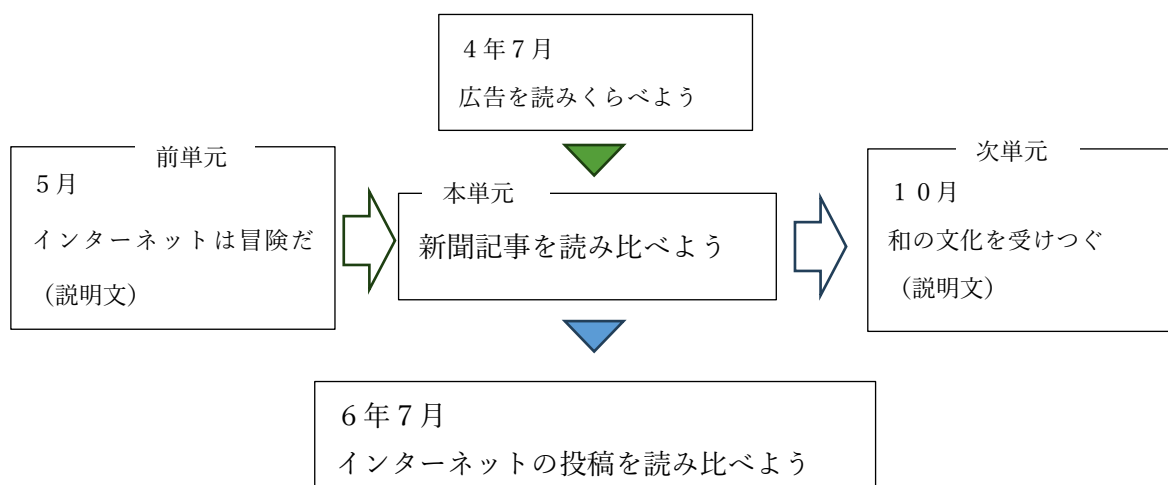 ４年７月
広告を読みくらべよう
前単元
５月
インターネットは冒険だ
（説明文）
本単元
新聞記事を読み比べよう
次単元
１０月
和の文化を受けつぐ
（説明文）
６年７月
インターネットの投稿を読み比べよう